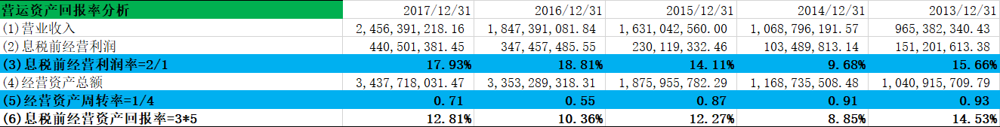 营运资产回报率分析 2017/12/31 2016/12/31 2015/12/31 2014/12/31 2013/12/31
(1)营业收入 2,456,391,218.16 1,847,391,081.84 1,631,042,560.00 1,068,796,191.57 965,382,340.43
(2)息税前经营利润 440,501,381.45 347,457,485.55 230,119,332.46 103,489,813.14 151,201,613.38
(3)息税前经营利润率=2/1 17.93% 18.81% 14.11% 9.68% 15.66%
(4)经营资产总额 3,437,718,031.47 3,353,289,318.31 1,875,955,782.29 1,168,735,508.48 1,040,915,709.79
(5)经营资产周转率=1/4 0.71 0.55 0.87 0.91 0.93
(6)息税前经营资产回报率=3*5 12.81% 10.36% 12.27% 8.85% 14.53%